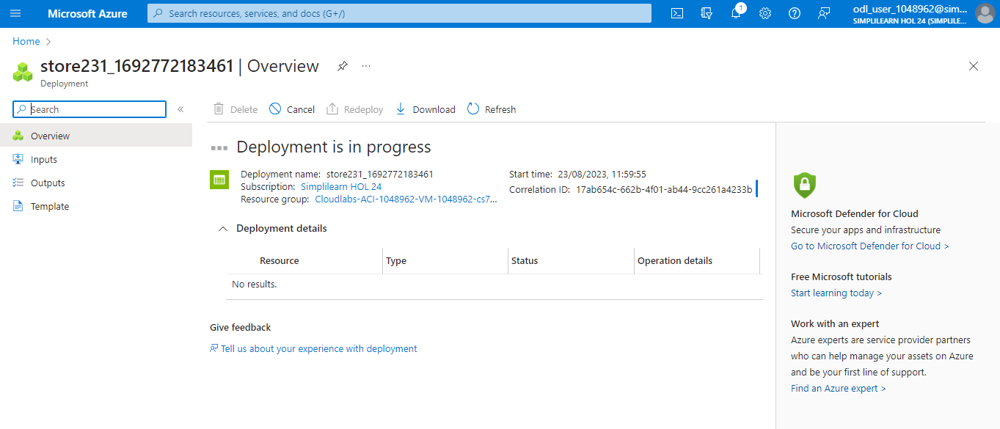 Microsoft Azure
Search resources, services, and docs (G+/)
1
odl_user_1048962@sim...
SIMPLILEARN HOL 24 (SIMPLILE...
Home >
store231_1692772183461 | Overview
...
Deployment
Search
«
Delete
Cancel
Redeploy
Download
Refresh
Overview
Inputs
Outputs
Template
Deployment is in progress
Deployment name: store231_1692772183461
Subscription: Simplilearn HOL 24
Resource group: Cloudlabs-ACI-1048962-VM-1048962-cs7...
Start time: 23/08/2023, 11:59:55
Correlation ID: 17ab654c-662b-4f01-ab44-9cc261a4233b
Deployment details
Resource Type Status Operation details
No results.
Give feedback
Tell us about your experience with deployment
Microsoft Defender for Cloud
Secure your apps and infrastructure
Go to Microsoft Defender for Cloud >
Free Microsoft tutorials
Start learning today >
Work with an expert
Azure experts are service provider partners
who can help manage your assets on Azure
and be your first line of support.
Find an Azure expert >